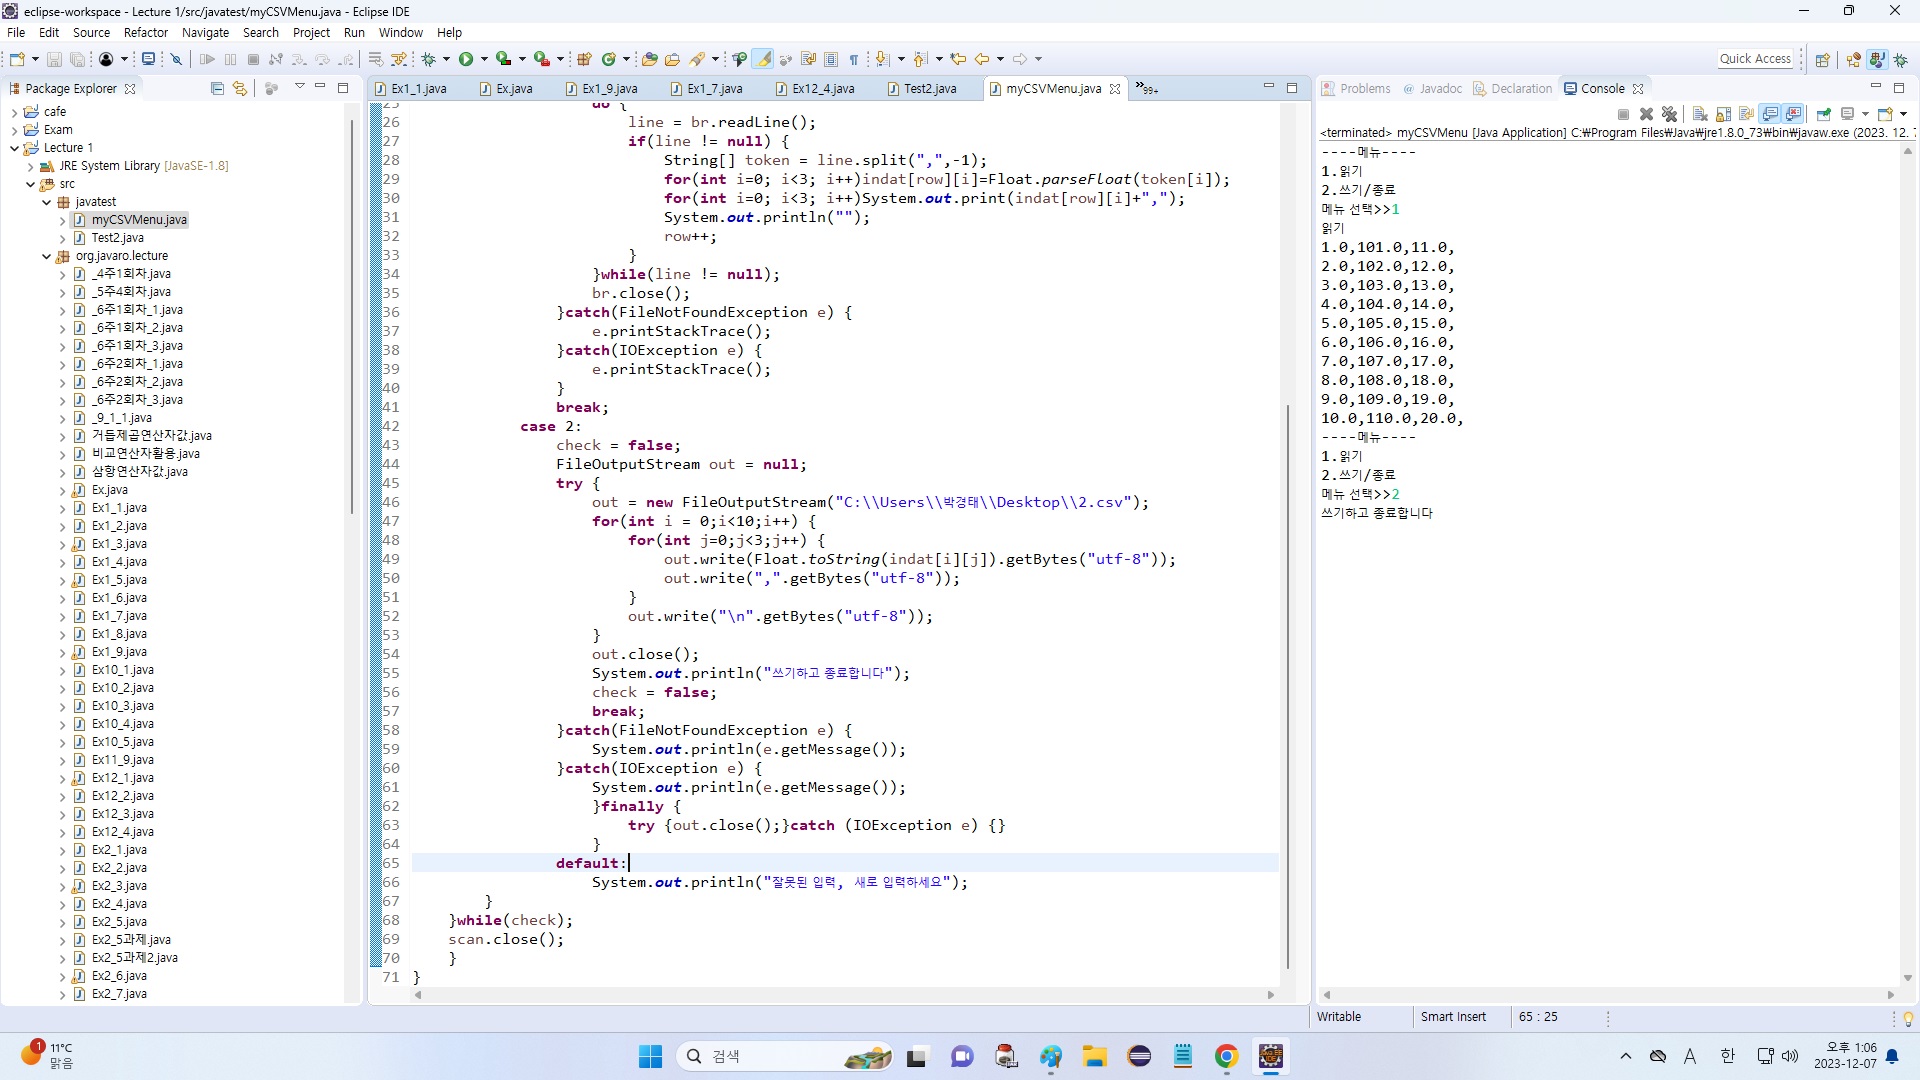 eclipse-workspace - Lecture 1/src/javatest/myCSVMenu.java - Eclipse IDE
File Edit Source Refactor Navigate Search Project Run Window Help
Quick Access
Package Explorer
cafe
Exam
Lecture 1
JRE System Library [JavaSE-1.8]
src
javatest
myCSVMenu.java
Test2.java
org.javaro.lecture
_4주1회차.java
_5주4회차.java
_6주1회차_1.java
_6주1회차_2.java
_6주1회차_3.java
_6주2회차_1.java
_6주2회차_2.java
_6주2회차_3.java
_9_1_1.java
거듭제곱연산자값.java
비교연산자활용.java
삼항연산자값.java
Ex.java
Ex1_1.java
Ex1_2.java
Ex1_3.java
Ex1_4.java
Ex1_5.java
Ex1_6.java
Ex1_7.java
Ex1_8.java
Ex1_9.java
Ex10_1.java
Ex10_2.java
Ex10_3.java
Ex10_4.java
Ex10_5.java
Ex11_9.java
Ex12_1.java
Ex12_2.java
Ex12_3.java
Ex12_4.java
Ex2_1.java
Ex2_2.java
Ex2_3.java
Ex2_4.java
Ex2_5.java
Ex2_5과제.java
Ex2_5과제2.java
Ex2_6.java
Ex2_7.java
Ex1_1.java Ex.java Ex1_9.java Ex1_7.java Ex12_4.java Test2.java myCSVMenu.java »99+
25 do {
26 line = br.readLine();
27 if(line != null) {
28 String[] token = line.split(",",-1);
29 for(int i=0; i<3; i++)indat[row][i]=Float.parseFloat(token[i]);
30 for(int i=0; i<3; i++)System.out.print(indat[row][i]+",");
31 System.out.println("");
32 row++;
33 }
34 }while(line != null);
35 br.close();
36 }catch(FileNotFoundException e) {
37 e.printStackTrace();
38 }catch(IOException e) {
39 e.printStackTrace();
40 }
41 break;
42 case 2:
43 check = false;
44 FileOutputStream out = null;
45 try {
46 out = new FileOutputStream("C:\\Users\\박경태\\Desktop\\2.csv");
47 for(int i = 0;i<10;i++) {
48 for(int j=0;j<3;j++) {
49 out.write(Float.toString(indat[i][j]).getBytes("utf-8"));
50 out.write(",".getBytes("utf-8"));
51 }
52 out.write("\n".getBytes("utf-8"));
53 }
54 out.close();
55 System.out.println("쓰기하고 종료합니다");
56 check = false;
57 break;
58 }catch(FileNotFoundException e) {
59 System.out.println(e.getMessage());
60 }catch(IOException e) {
61 System.out.println(e.getMessage());
62 }finally {
63 try {out.close();}catch (IOException e) {}
64 }
65 default:
66 System.out.println("잘못된 입력, 새로 입력하세요");
67 }
68 }while(check);
69 scan.close();
70 }
71 }
Problems Javadoc Declaration Console
<terminated> myCSVMenu [Java Application] C:₩Program Files₩Java₩jre1.8.0_73₩bin₩javaw.exe (2023. 12. 7.
----메뉴----
1.읽기
2.쓰기/종료
메뉴 선택>>1
읽기
1.0,101.0,11.0,
2.0,102.0,12.0,
3.0,103.0,13.0,
4.0,104.0,14.0,
5.0,105.0,15.0,
6.0,106.0,16.0,
7.0,107.0,17.0,
8.0,108.0,18.0,
9.0,109.0,19.0,
10.0,110.0,20.0,
----메뉴----
1.읽기
2.쓰기/종료
메뉴 선택>>2
쓰기하고 종료합니다
Writable Smart Insert 65 : 25
1 11°C
맑음
검색
A 한
오후 1:06
2023-12-07